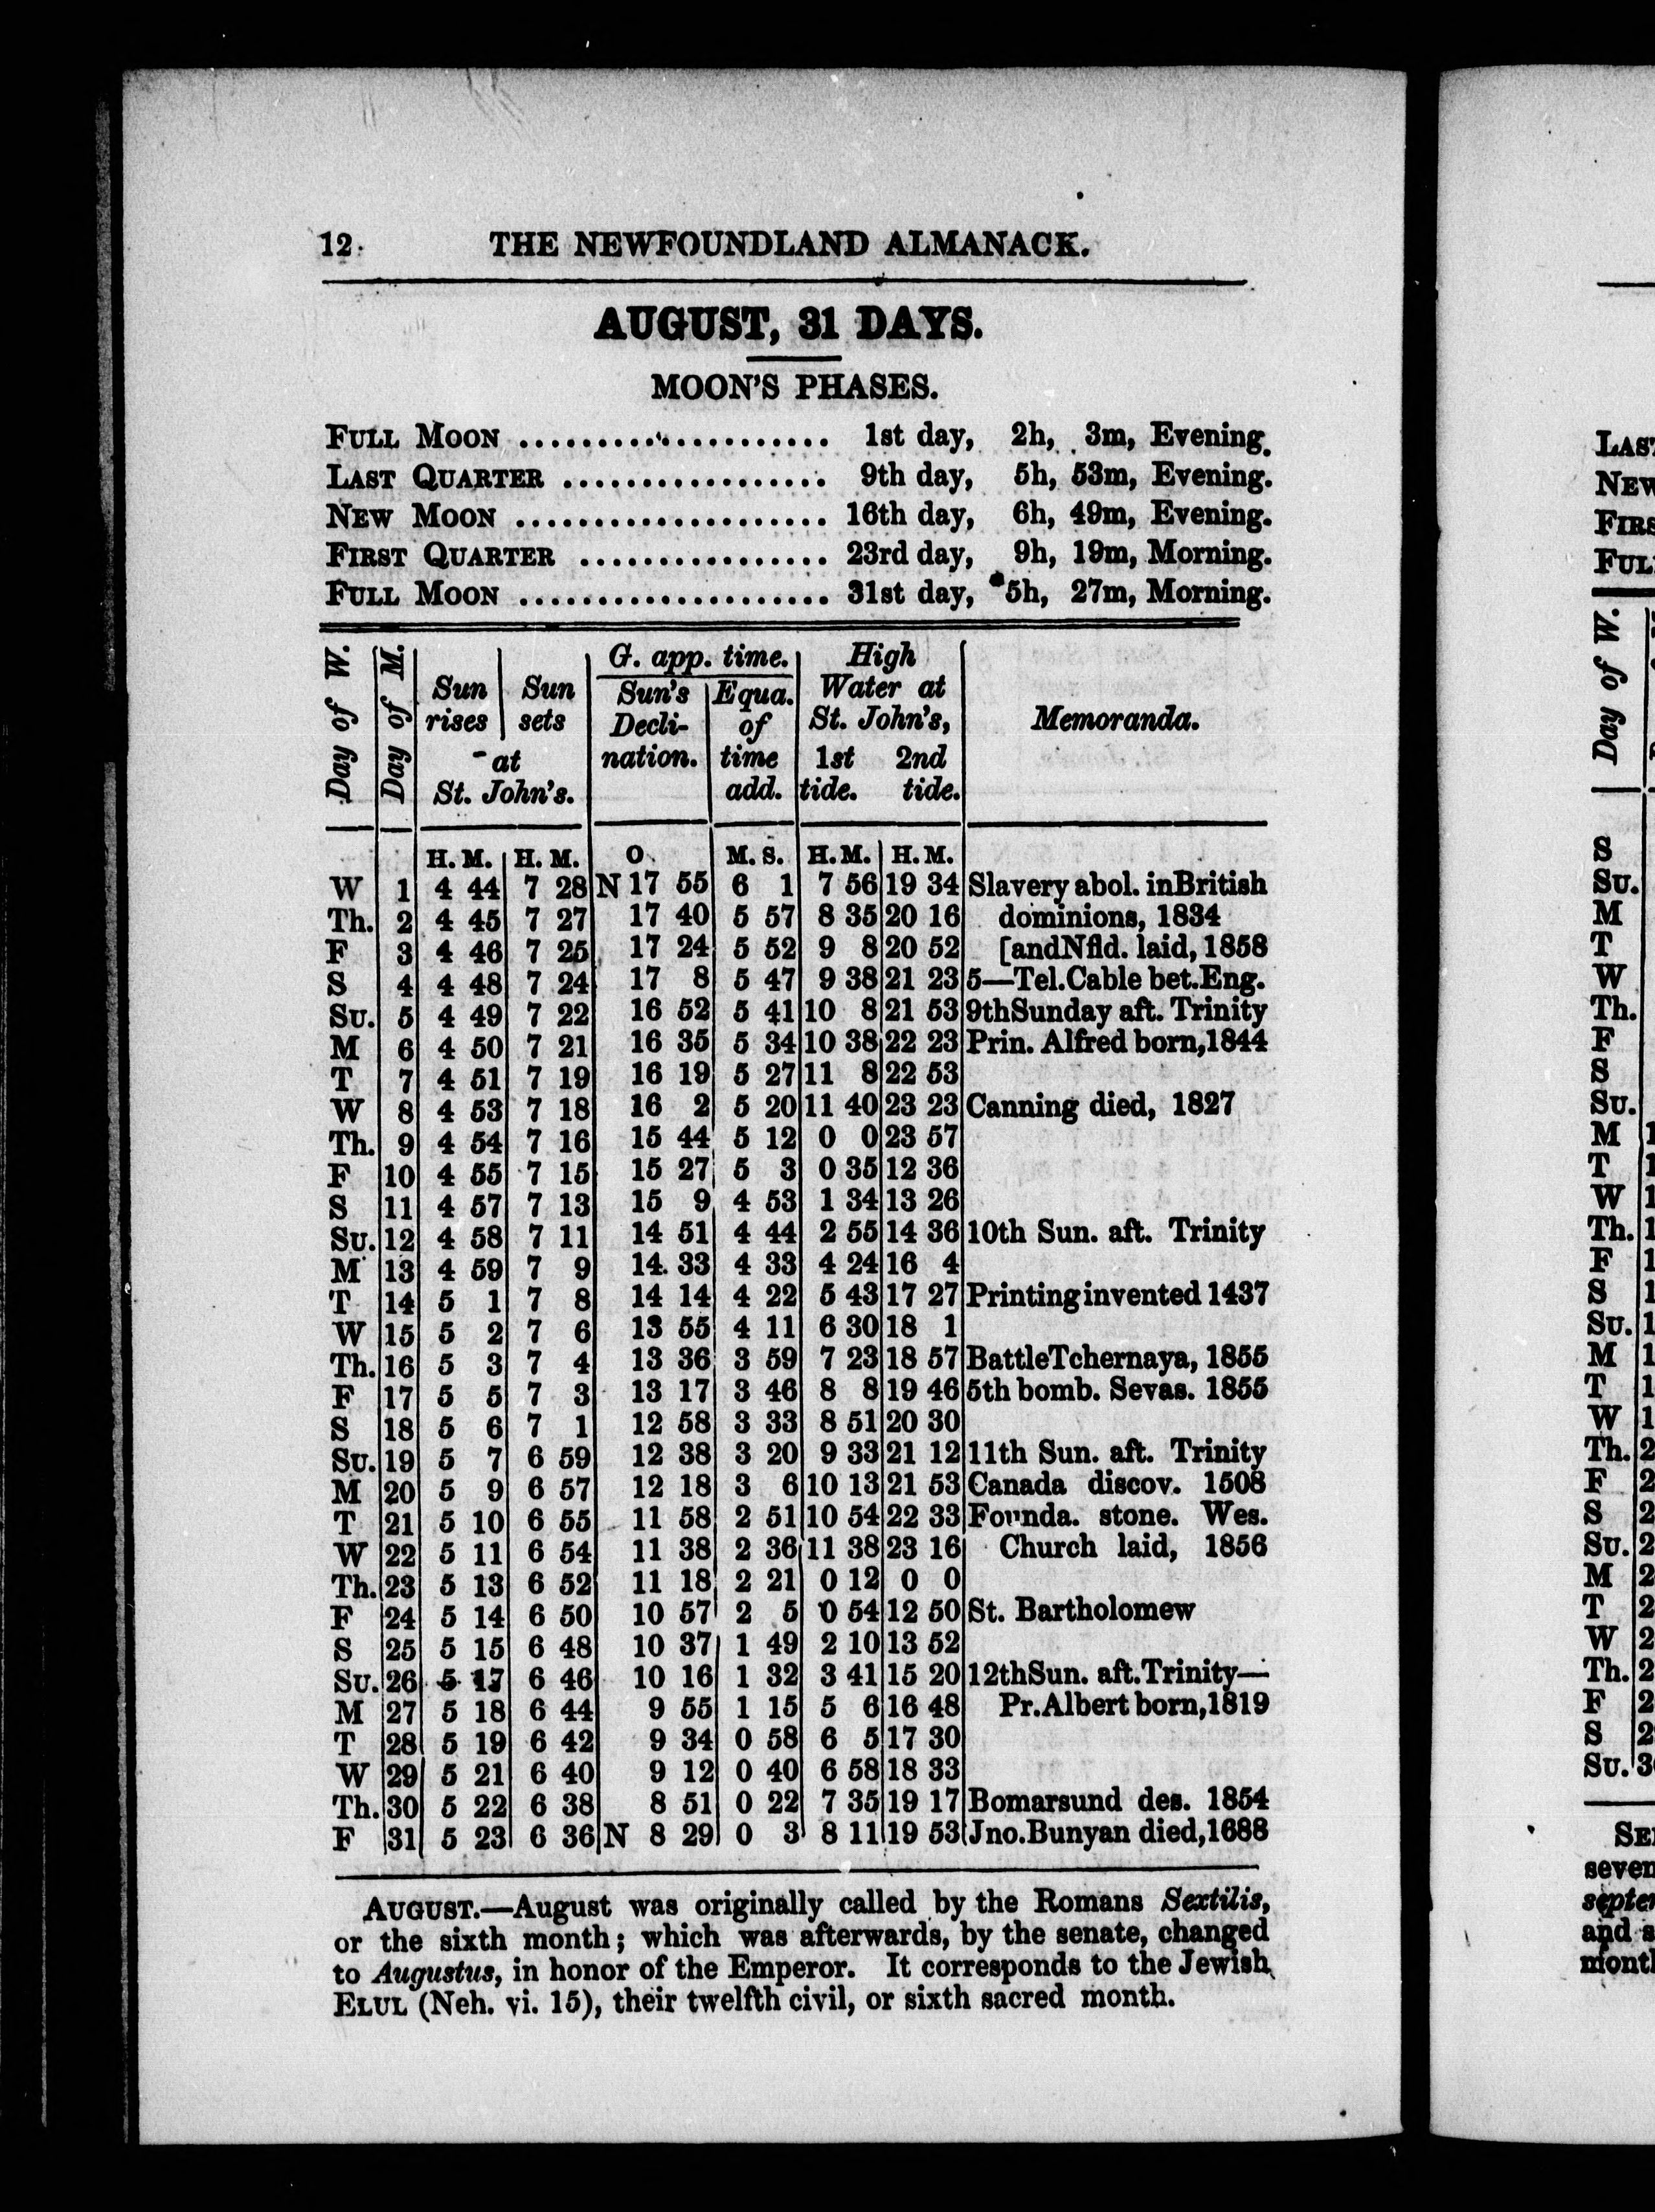 12. THE NEWFOUNDLAND ALMANACK.
AUGUST, 31 DAYS.
MOON'S PHASES.
FULL MOON .................... 1st day, 2h, 3m, Evening.
LAST QUARTER ................. 9th day, 5h, 53m, Evening.
NEW MOON .................... 16th day, 6h, 49m, Evening.
FIRST QUARTER ................ 23rd day, 9h, 19m, Morning.
FULL MOON .................... 31st day, 5h, 27m, Morning.
Day of W.
Day of M.
Sun rises
Sun sets
at
St. John's.
G. app. time.
Sun's Declination.
Equa. of time add.
High Water at St. John's,
1st tide. 2nd tide.
Memoranda.
H. M. H. M. O M. S. H. M. H. M.
W 1 4 44 7 28 N 17 55 6 1 7 56 19 34 Slavery abol. in British
Th. 2 4 45 7 27 17 40 5 57 8 35 20 16 dominions, 1834
F 3 4 46 7 25 17 24 5 52 9 8 20 52 [and Nfld. laid, 1858
S 4 4 48 7 24 17 8 5 47 9 38 21 23 5—Tel. Cable bet. Eng.
SU. 5 4 49 7 22 16 52 5 41 10 8 21 53 9th Sunday aft. Trinity
M 6 4 50 7 21 16 35 5 34 10 38 22 23 Prin. Alfred born, 1844
T 7 4 51 7 19 16 19 5 27 11 8 22 53
W 8 4 53 7 18 16 2 5 20 11 40 23 23 Canning died, 1827
Th. 9 4 54 7 16 15 44 5 12 0 0 23 57
F 10 4 55 7 15 15 27 5 3 0 35 12 36
S 11 4 57 7 13 15 9 4 53 1 34 13 26
SU. 12 4 58 7 11 14 51 4 44 2 55 14 36 10th Sun. aft. Trinity
M 13 4 59 7 9 14 33 4 33 4 24 16 4
T 14 5 1 7 8 14 14 4 22 5 43 17 27 Printing invented 1437
W 15 5 2 7 6 13 55 4 11 6 30 18 1
Th. 16 5 3 7 4 13 36 3 59 7 23 18 57 Battle Tchernaya, 1855
F 17 5 5 7 3 13 17 3 46 8 8 19 46 5th bomb. Sevas. 1855
S 18 5 6 7 1 12 58 3 33 8 51 20 30
SU. 19 5 7 6 59 12 38 3 20 9 33 21 12 11th Sun. aft. Trinity
M 20 5 9 6 57 12 18 3 6 10 13 21 53 Canada discov. 1508
T 21 5 10 6 55 11 58 2 51 10 54 22 33 Founda. stone. Wes.
W 22 5 11 6 54 11 38 2 36 11 38 23 16 Church laid, 1856
Th. 23 5 13 6 52 11 18 2 21 0 12 0 0
F 24 5 14 6 50 10 57 2 5 0 54 12 50 St. Bartholomew
S 25 5 15 6 48 10 37 1 49 2 10 13 52
SU. 26 5 17 6 46 10 16 1 32 3 41 15 20 12th Sun. aft. Trinity—
M 27 5 18 6 44 9 55 1 15 5 6 16 48 Pr. Albert born, 1819
T 28 5 19 6 42 9 34 0 58 6 5 17 30
W 29 5 21 6 40 9 12 0 40 6 58 18 33
Th. 30 5 22 6 38 8 51 0 22 7 35 19 17 Bomarsund des. 1854
F 31 5 23 6 36 N 8 29 0 3 8 11 19 53 Jno. Bunyan died, 1688
AUGUST.—August was originally called by the Romans Sextilis,
or the sixth month; which was afterwards, by the senate, changed
to Augustus, in honor of the Emperor. It corresponds to the Jewish
ELUL (Neh. vi. 15), their twelfth civil, or sixth sacred month.
Day of W.
S
SU.
M
T
W
Th.
F
S
SU.
M
T
W
Th.
F
S
SU.
M
T
W
Th.
F
S
SU.
M
T
W
Th.
F
S
SU.